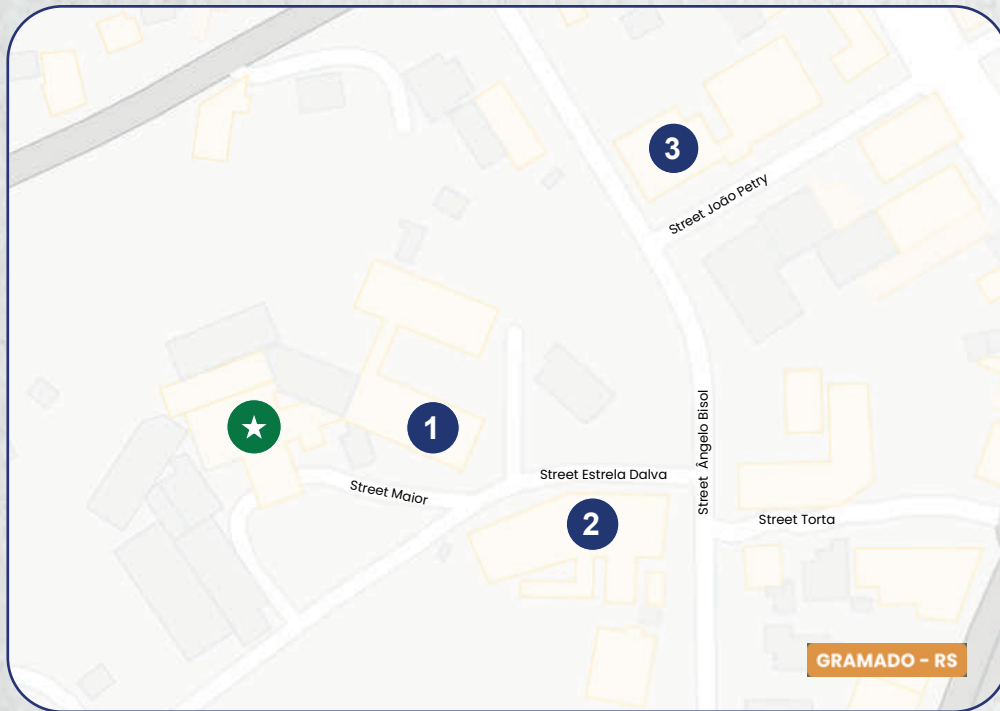 3
Street João Petry
Street Ângelo Bisol
1
Street Estrela Dalva
Street Maior
2
Street Torta
GRAMADO - RS